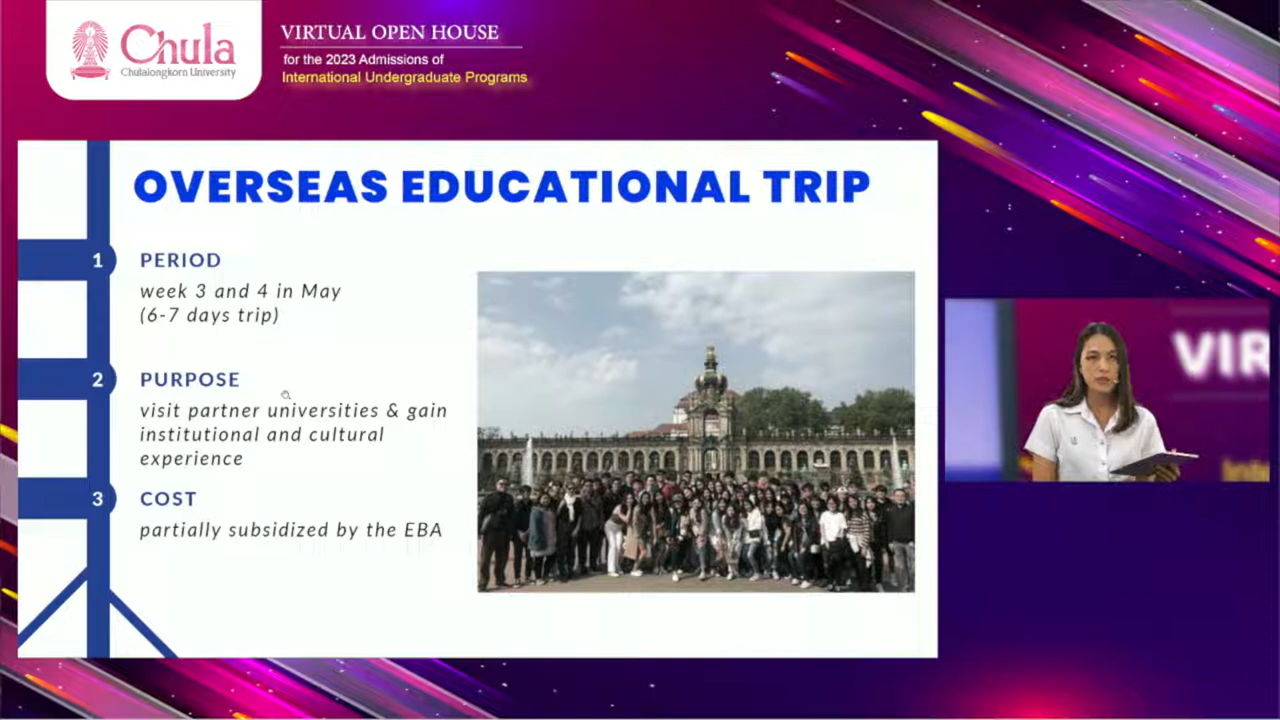 Chula
Chulalongkorn University
VIRTUAL OPEN HOUSE
for the 2023 Admissions of
International Undergraduate Programs
OVERSEAS EDUCATIONAL TRIP
1 PERIOD
week 3 and 4 in May
(6-7 days trip)
2 PURPOSE
visit partner universities & gain
institutional and cultural
experience
3 COST
partially subsidized by the EBA
VIR